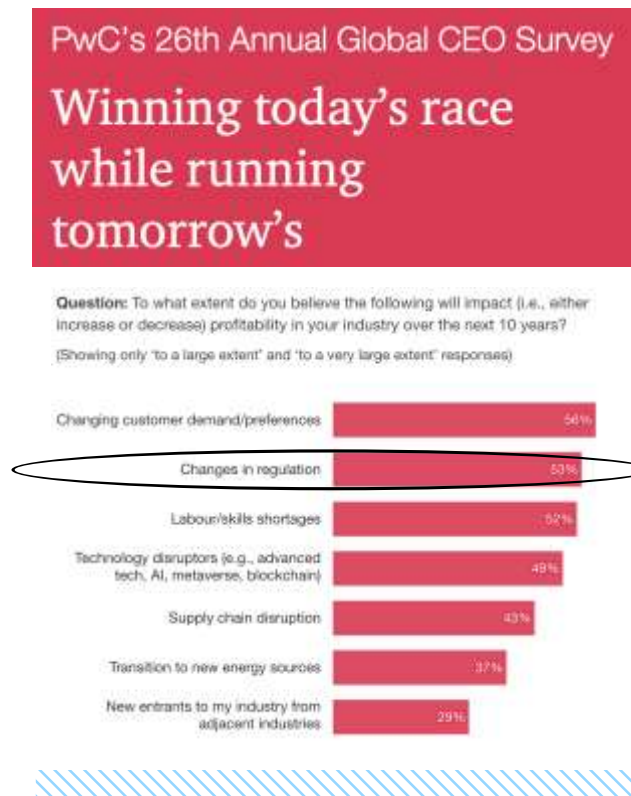 PwC's 26th Annual Global CEO Survey
Winning today's race
while running
tomorrow's
Question: To what extent do you believe the following will impact (i.e., either
increase or decrease) profitability in your industry over the next 10 years?
(Showing only 'to a large extent' and 'to a very large extent' responses)
Changing customer demand/preferences 56%
Changes in regulation 53%
Labour/skills shortages 52%
Technology disruptors (e.g., advanced
tech, AI, metaverse, blockchain) 49%
Supply chain disruption 43%
Transition to new energy sources 37%
New entrants to my industry from
adjacent industries 29%